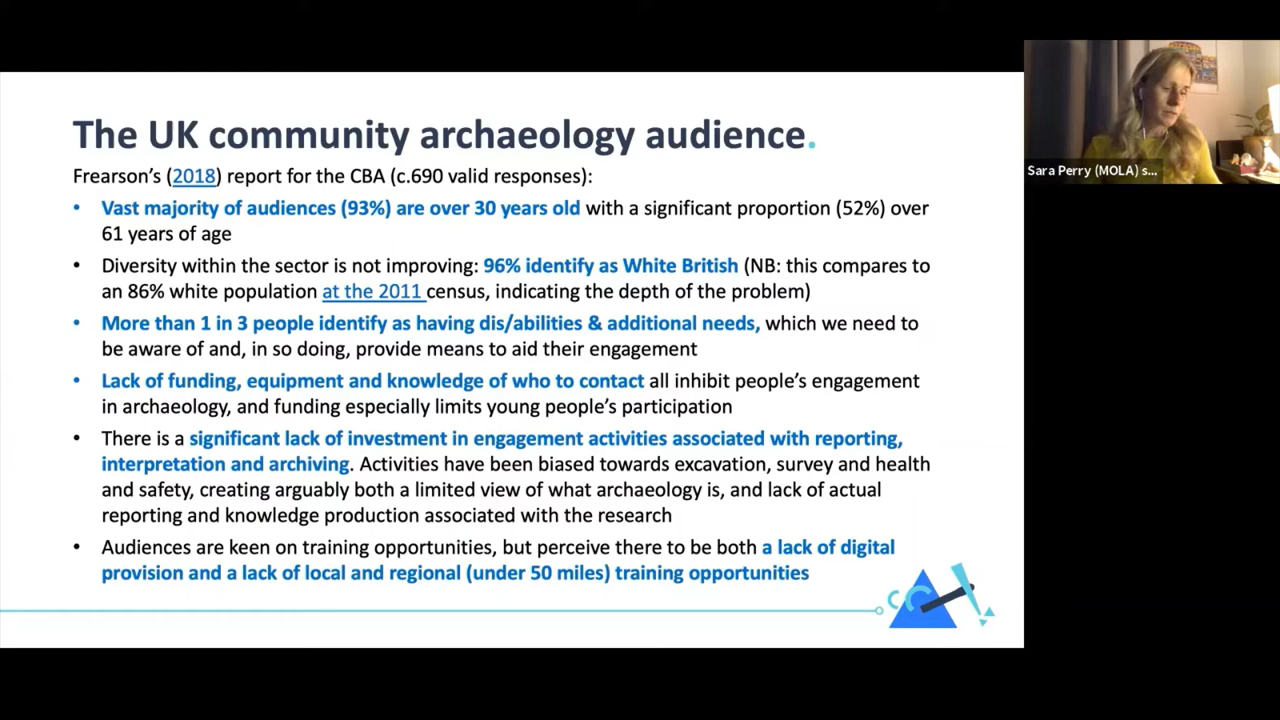 The UK community archaeology audience.
Frearson's (2018) report for the CBA (c.690 valid responses):
• Vast majority of audiences (93%) are over 30 years old with a significant proportion (52%) over
61 years of age
• Diversity within the sector is not improving: 96% identify as White British (NB: this compares to
an 86% white population at the 2011 census, indicating the depth of the problem)
• More than 1 in 3 people identify as having dis/abilities & additional needs, which we need to
be aware of and, in so doing, provide means to aid their engagement
• Lack of funding, equipment and knowledge of who to contact all inhibit people's engagement
in archaeology, and funding especially limits young people's participation
• There is a significant lack of investment in engagement activities associated with reporting,
interpretation and archiving. Activities have been biased towards excavation, survey and health
and safety, creating arguably both a limited view of what archaeology is, and lack of actual
reporting and knowledge production associated with the research
• Audiences are keen on training opportunities, but perceive there to be both a lack of digital
provision and a lack of local and regional (under 50 miles) training opportunities
Sara Perry (MOLA) s...